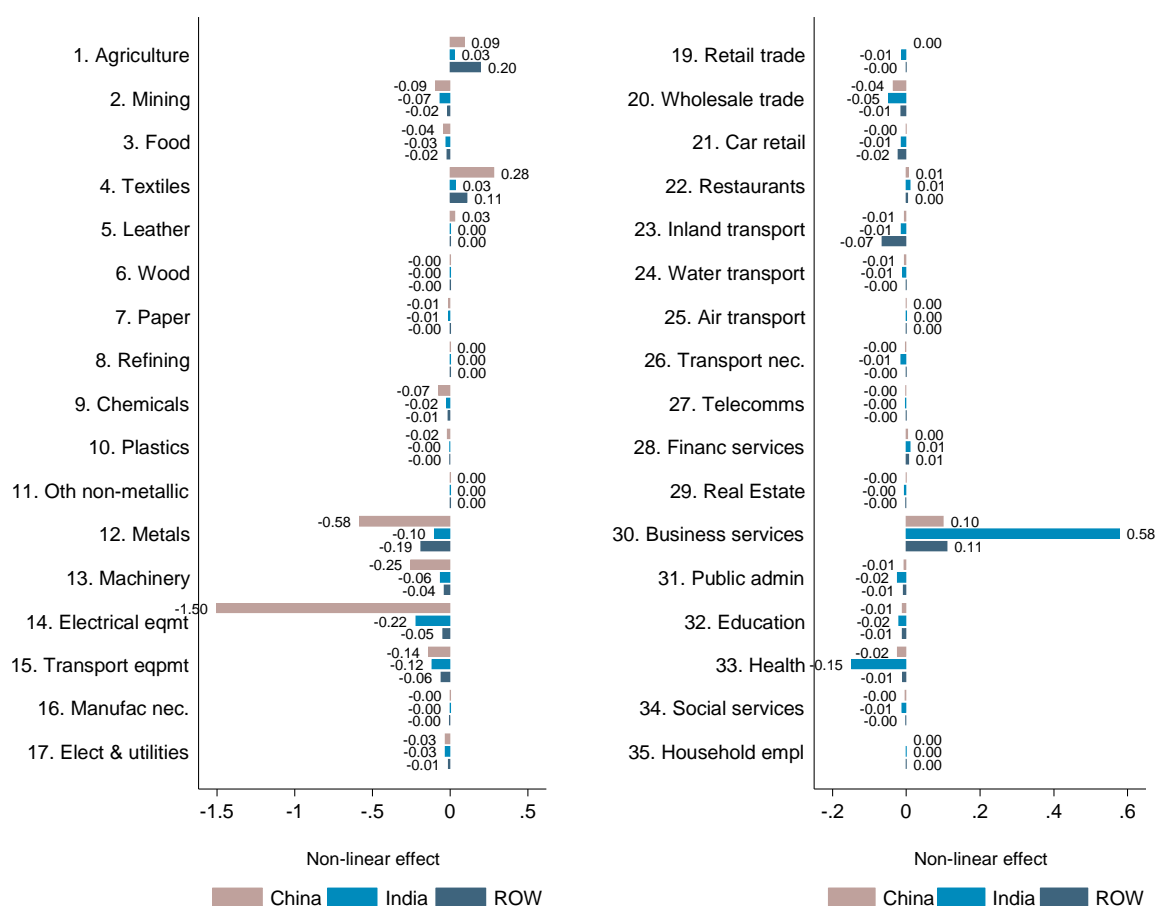 1. Agriculture
0.09
0.03
0.20
2. Mining
-0.09
-0.07
-0.02
3. Food
-0.04
-0.03
-0.02
4. Textiles
0.28
0.03
0.11
5. Leather
0.03
0.00
0.00
6. Wood
-0.00
-0.00
-0.00
7. Paper
-0.01
-0.01
-0.00
8. Refining
0.00
0.00
0.00
9. Chemicals
-0.07
-0.02
-0.01
10. Plastics
-0.02
-0.00
-0.00
11. Oth non-metallic
0.00
0.00
0.00
12. Metals
-0.58
-0.10
-0.19
13. Machinery
-0.25
-0.06
-0.04
14. Electrical eqmt
-1.50
-0.22
-0.05
15. Transport eqpmt
-0.14
-0.12
-0.06
16. Manufac nec.
-0.00
-0.00
-0.00
17. Elect & utilities
-0.03
-0.03
-0.01
-1.5 -1 -.5 0 .5
Non-linear effect
China India ROW
19. Retail trade
0.00
-0.01
-0.00
20. Wholesale trade
-0.04
-0.05
-0.01
21. Car retail
-0.00
-0.01
-0.02
22. Restaurants
0.01
0.01
0.00
23. Inland transport
-0.01
-0.01
-0.07
24. Water transport
-0.01
-0.01
-0.00
25. Air transport
0.00
0.00
0.00
26. Transport nec.
-0.00
-0.01
-0.00
27. Telecomms
-0.00
-0.00
-0.00
28. Financ services
0.00
0.01
0.01
29. Real Estate
-0.00
-0.00
-0.00
30. Business services
0.10
0.58
0.11
31. Public admin
-0.01
-0.02
-0.01
32. Education
-0.01
-0.02
-0.01
33. Health
-0.02
-0.15
-0.01
34. Social services
-0.00
-0.01
-0.00
35. Household empl
0.00
0.00
0.00
-.2 0 .2 .4 .6
Non-linear effect
China India ROW